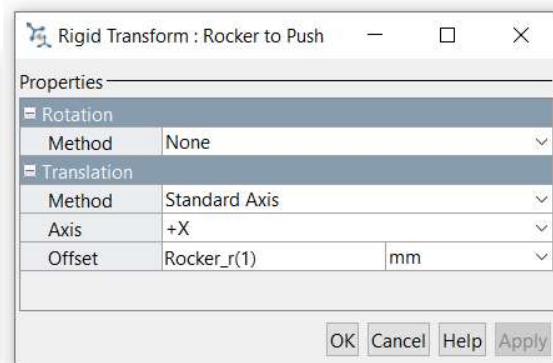 Rigid Transform : Rocker to Push
Properties
Rotation
Method None
Translation
Method Standard Axis
Axis +X
Offset Rocker_r(1) mm
OK Cancel Help Apply